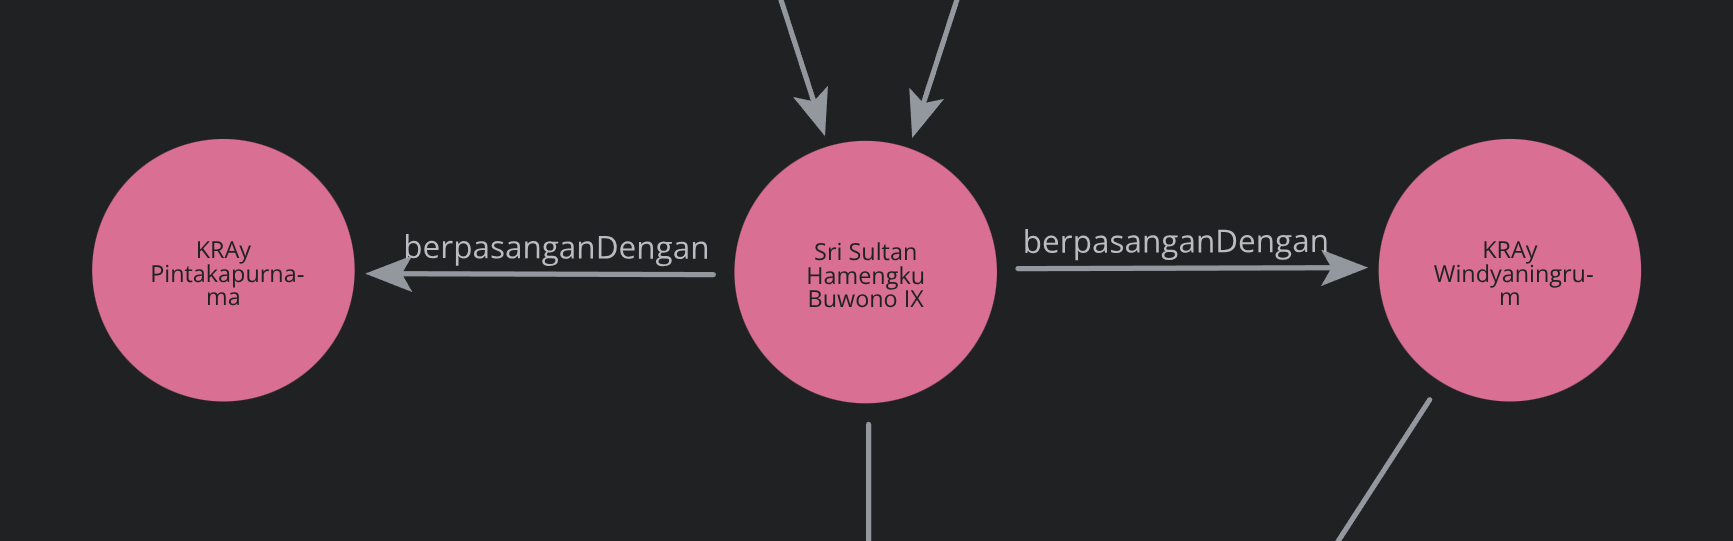 KRAy
Pintakapurna-
ma
berpasanganDengan
Sri Sultan
Hamengku
Buwono IX
berpasanganDengan
KRAy
Windyaningru-
m